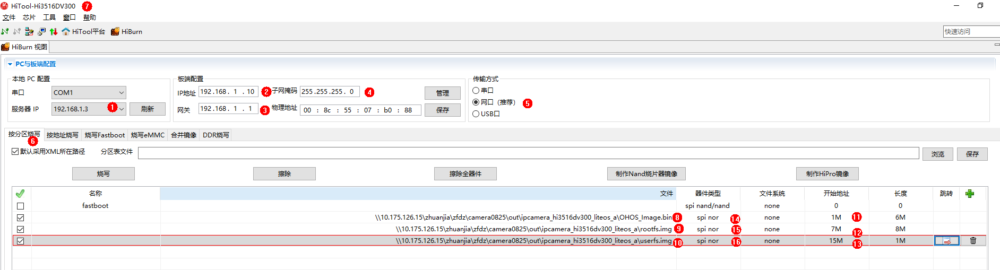 HiTool-Hi3516DV300 7
文件 芯片 工具 窗口 帮助
HiTool平台 HiBurn 快速访问
HiBurn 视图
PC与板端配置
本地 PC 配置 板端配置 传输方式
串口 COM1 IP地址 192.168. 1 . 10 2 子网掩码 255.255.255. 0 4 管理 串口
服务器 IP 192.168.1.3 1 刷新 网关 192.168. 1 . 1 3 物理地址 00 : 8c : 55 : 07 : b0 : 88 保存 网口（推荐） 5
USB口
按分区烧写 按地址烧写 烧写Fastboot 烧写eMMC 合并镜像 DDR烧写
6
默认采用XML所在路径 分区表文件 浏览 保存
烧写 擦除 擦除全器件 制作Nand烧片器镜像 制作HiPro镜像
名称 文件 器件类型 文件系统 开始地址 长度 跳转
fastboot spi nand/nand none 0 0
\\10.175.126.15\zhuanjia\zfdz\camera0825\out\ipcamera_hi3516dv300_liteos_a\OHOS_Image.bin 8 spi nor 14 none 1M 11 6M
\\10.175.126.15\zhuanjia\zfdz\camera0825\out\ipcamera_hi3516dv300_liteos_a\rootfs.img 9 spi nor 15 none 7M 12 8M
\\10.175.126.15\zhuanjia\zfdz\camera0825\out\ipcamera_hi3516dv300_liteos_a\userfs.img 10 spi nor 16 none 15M 13 1M